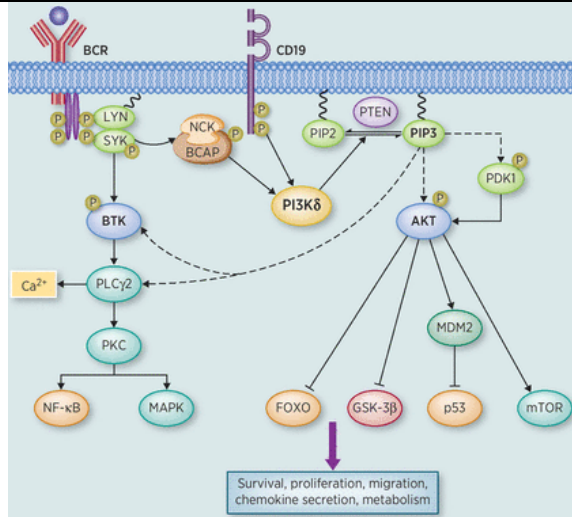 BCR
CD19
P
P
LYN
P
P
SYK
P
NCK
P
BCAP
P
P
PI3Kδ
PIP2
PTEN
PIP3
P
PDK1
P
AKT
P
BTK
Ca²⁺
PLCγ2
PKC
MDM2
NF-κB
MAPK
FOXO
GSK-3β
p53
mTOR
Survival, proliferation, migration,
chemokine secretion, metabolism